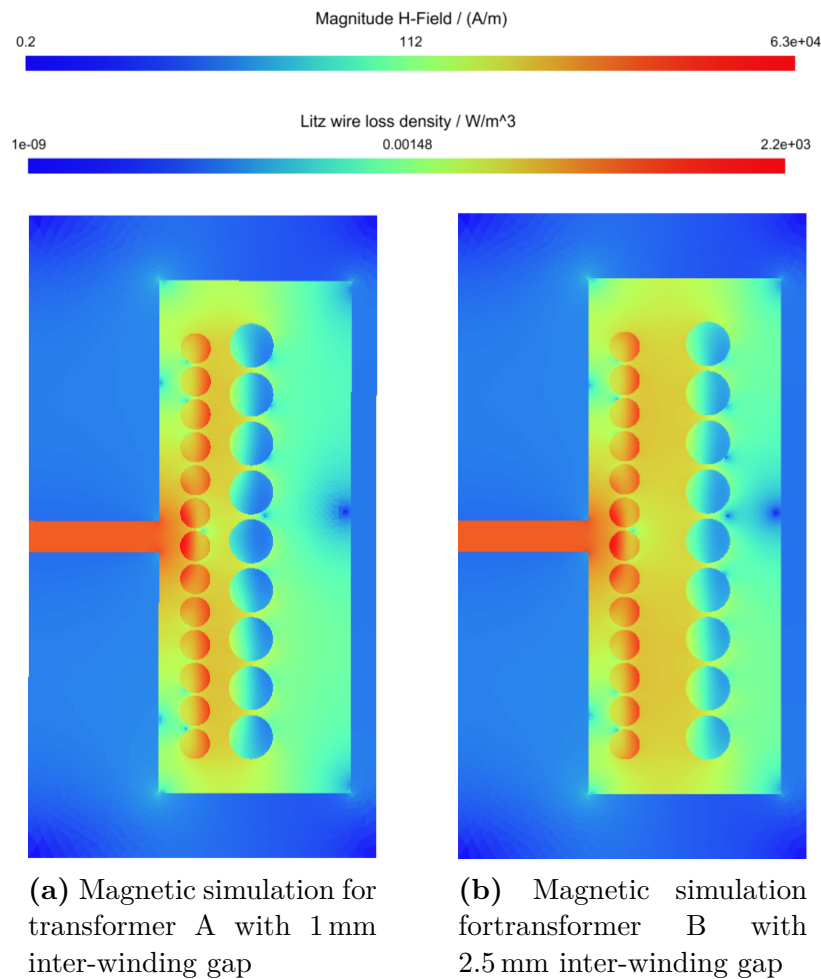 Magnitude H-Field / (A/m)
0.2 112 6.3e+04
Litz wire loss density / W/m^3
1e-09 0.00148 2.2e+03
(a) Magnetic simulation for
transformer A with 1 mm
inter-winding gap
(b) Magnetic simulation
fortransformer B with
2.5 mm inter-winding gap